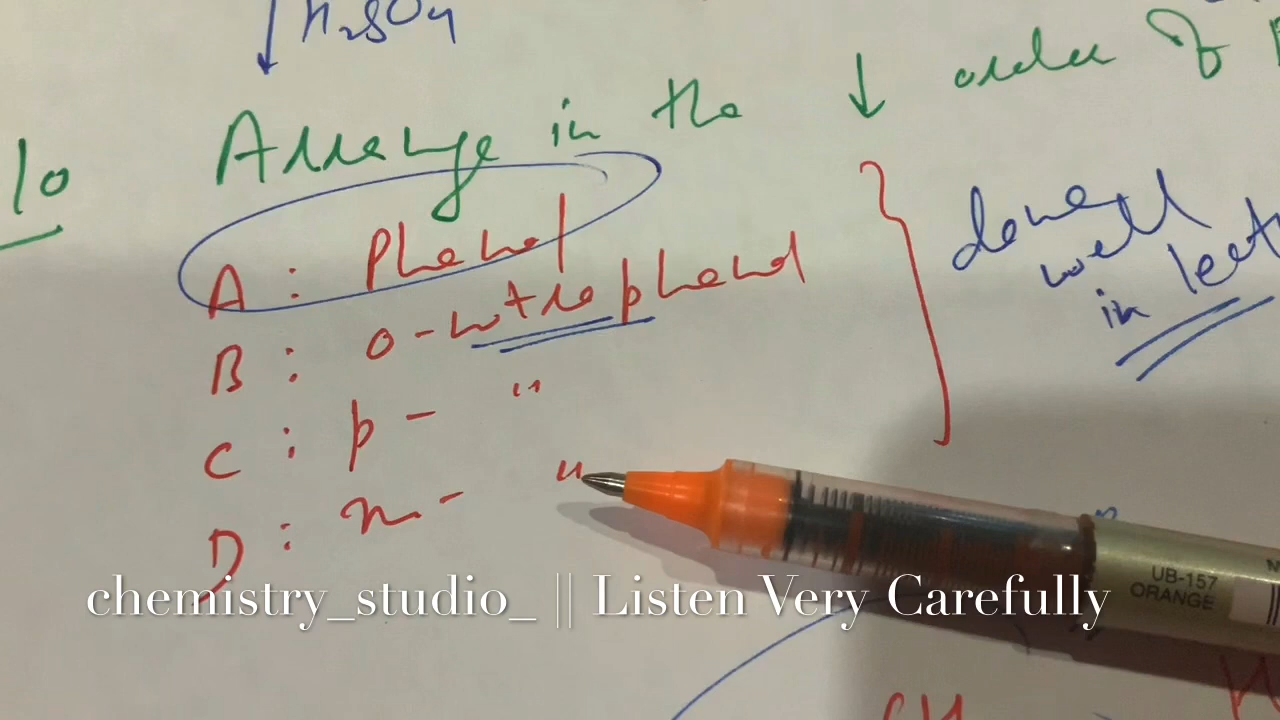 H2SO4
10 Arrange in the ↓ order of
A : Phenol
B : o-nitrophenol
C : p- "
D : m- "
done well in lect
UB-157
ORANGE
chemistry_studio_ || Listen Very Carefully